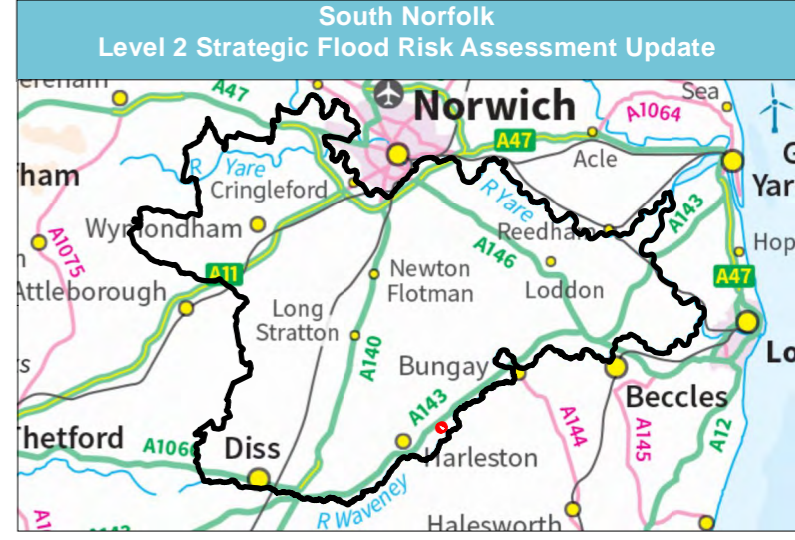 South Norfolk
Level 2 Strategic Flood Risk Assessment Update
A47
Norwich
Sea
A1064
A47
Acle
R Yare
Cringleford
R Yare
A143
Wymondham
Reedham
A1075
A146
A11
Newton
Flotman
A47
Attleborough
Loddon
Long
Stratton
A140
Bungay
A143
Beccles
A144
A145
A12
Thetford
A1066
Diss
Harleston
R Waveney
Halesworth